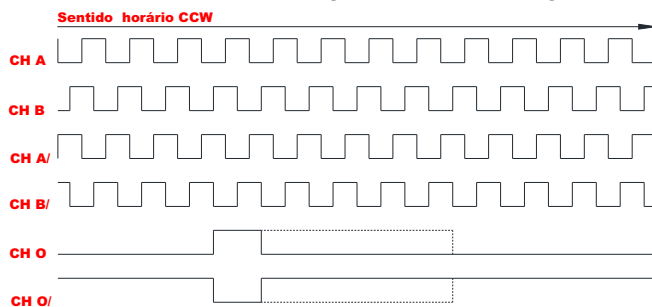 Sentido horário CCW
CH A
CH B
CH A/
CH B/
CH O
CH O/